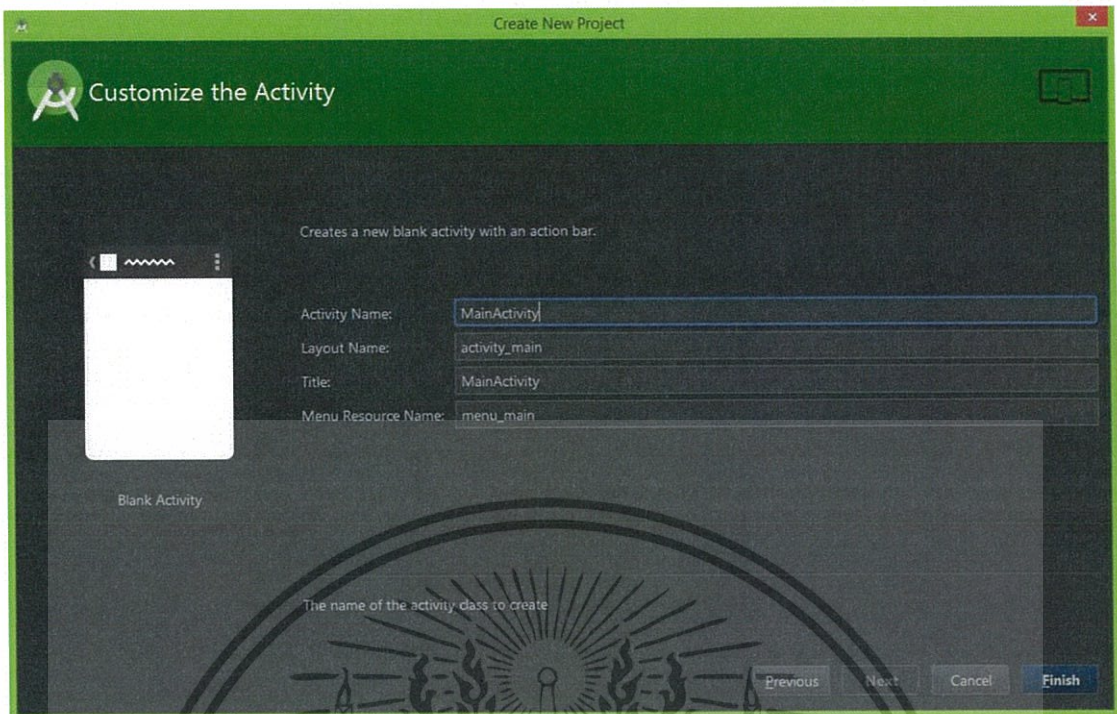 Create New Project
Customize the Activity
Creates a new blank activity with an action bar.
Activity Name: MainActivity
Layout Name: activity_main
Title: MainActivity
Menu Resource Name: menu_main
Blank Activity
The name of the activity class to create
Previous Next Cancel Finish